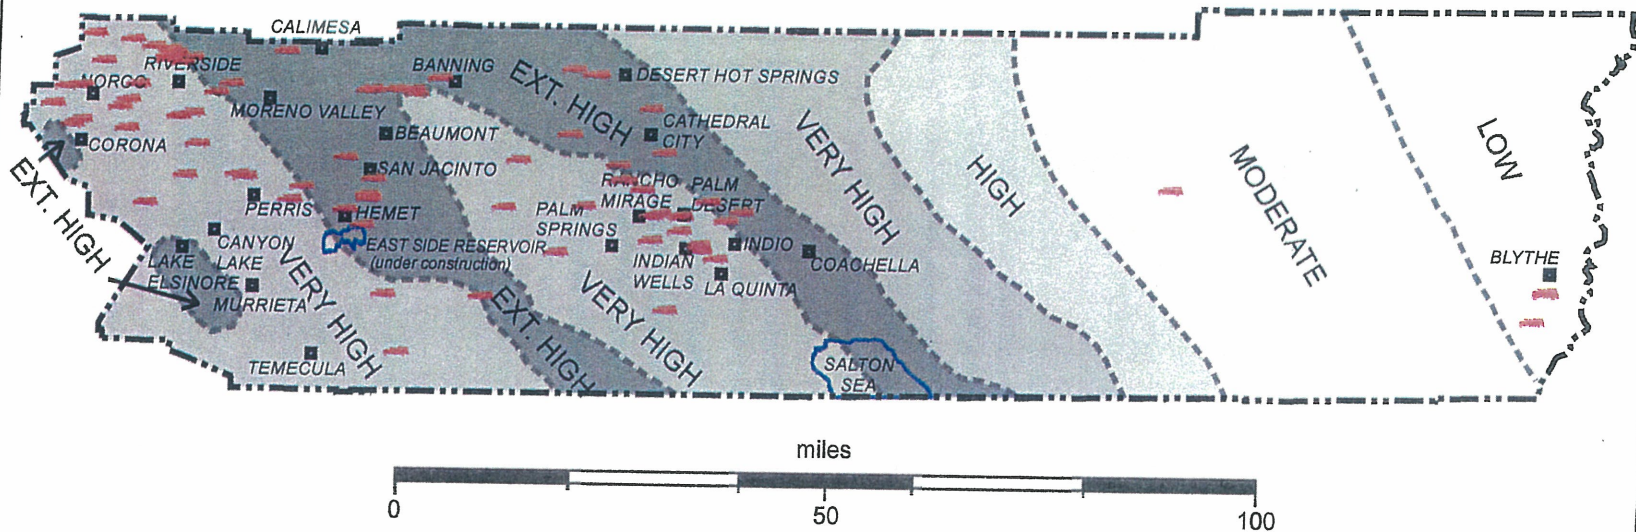 CALIMESA
RIVERSIDE
NORCO
BANNING
EXT. HIGH
DESERT HOT SPRINGS
MORENO VALLEY
BEAUMONT
CATHEDRAL
CITY
VERY HIGH
HIGH
MODERATE
LOW
CORONA
SAN JACINTO
EXT. HIGH
PERRIS
HEMET
RANCHO
MIRAGE
PALM
DESERT
PALM
SPRINGS
CANYON
LAKE
EAST SIDE RESERVOIR
(under construction)
INDIO
COACHELLA
INDIAN
WELLS
LA QUINTA
BLYTHE
LAKE
ELSINORE
MURRIETA
VERY HIGH
EXT. HIGH
VERY HIGH
TEMECULA
SALTON
SEA
miles
0
50
100